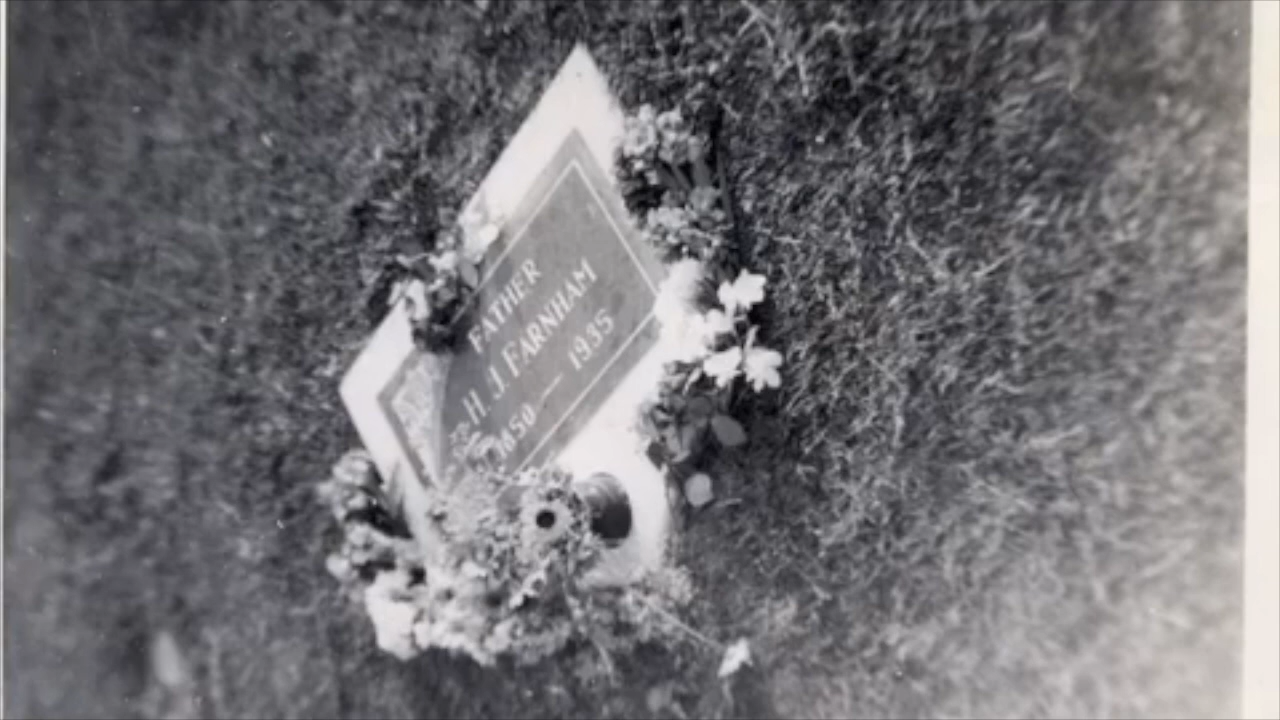 FATHER
H. J. FARNHAM
1850 — 1935